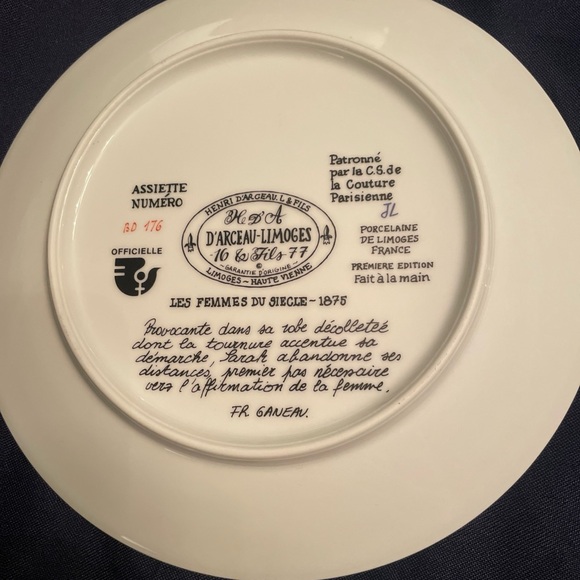 Patronné
par la C.S. de
la Couture
Parisienne
JL
PORCELAINE
DE LIMOGES
FRANCE
PREMIÈRE EDITION
Fait à la main
ASSIETTE
NUMÉRO
BD 176
OFFICIELLE
HENRI D'ARCEAU. L & FILS
H D'A
D'ARCEAU-LIMOGES
16 & Fils 77
GARANTIE D'ORIGINE
©
LIMOGES - HAUTE VIENNE
LES FEMMES DU SIECLE - 1875
Provocante dans sa robe décolleteé
dont la tournure accentue sa
démarche, Sarah abandonne ses
distances, premier pas nécessaire
vers l'affirmation de la femme.
FR. GANEAU.